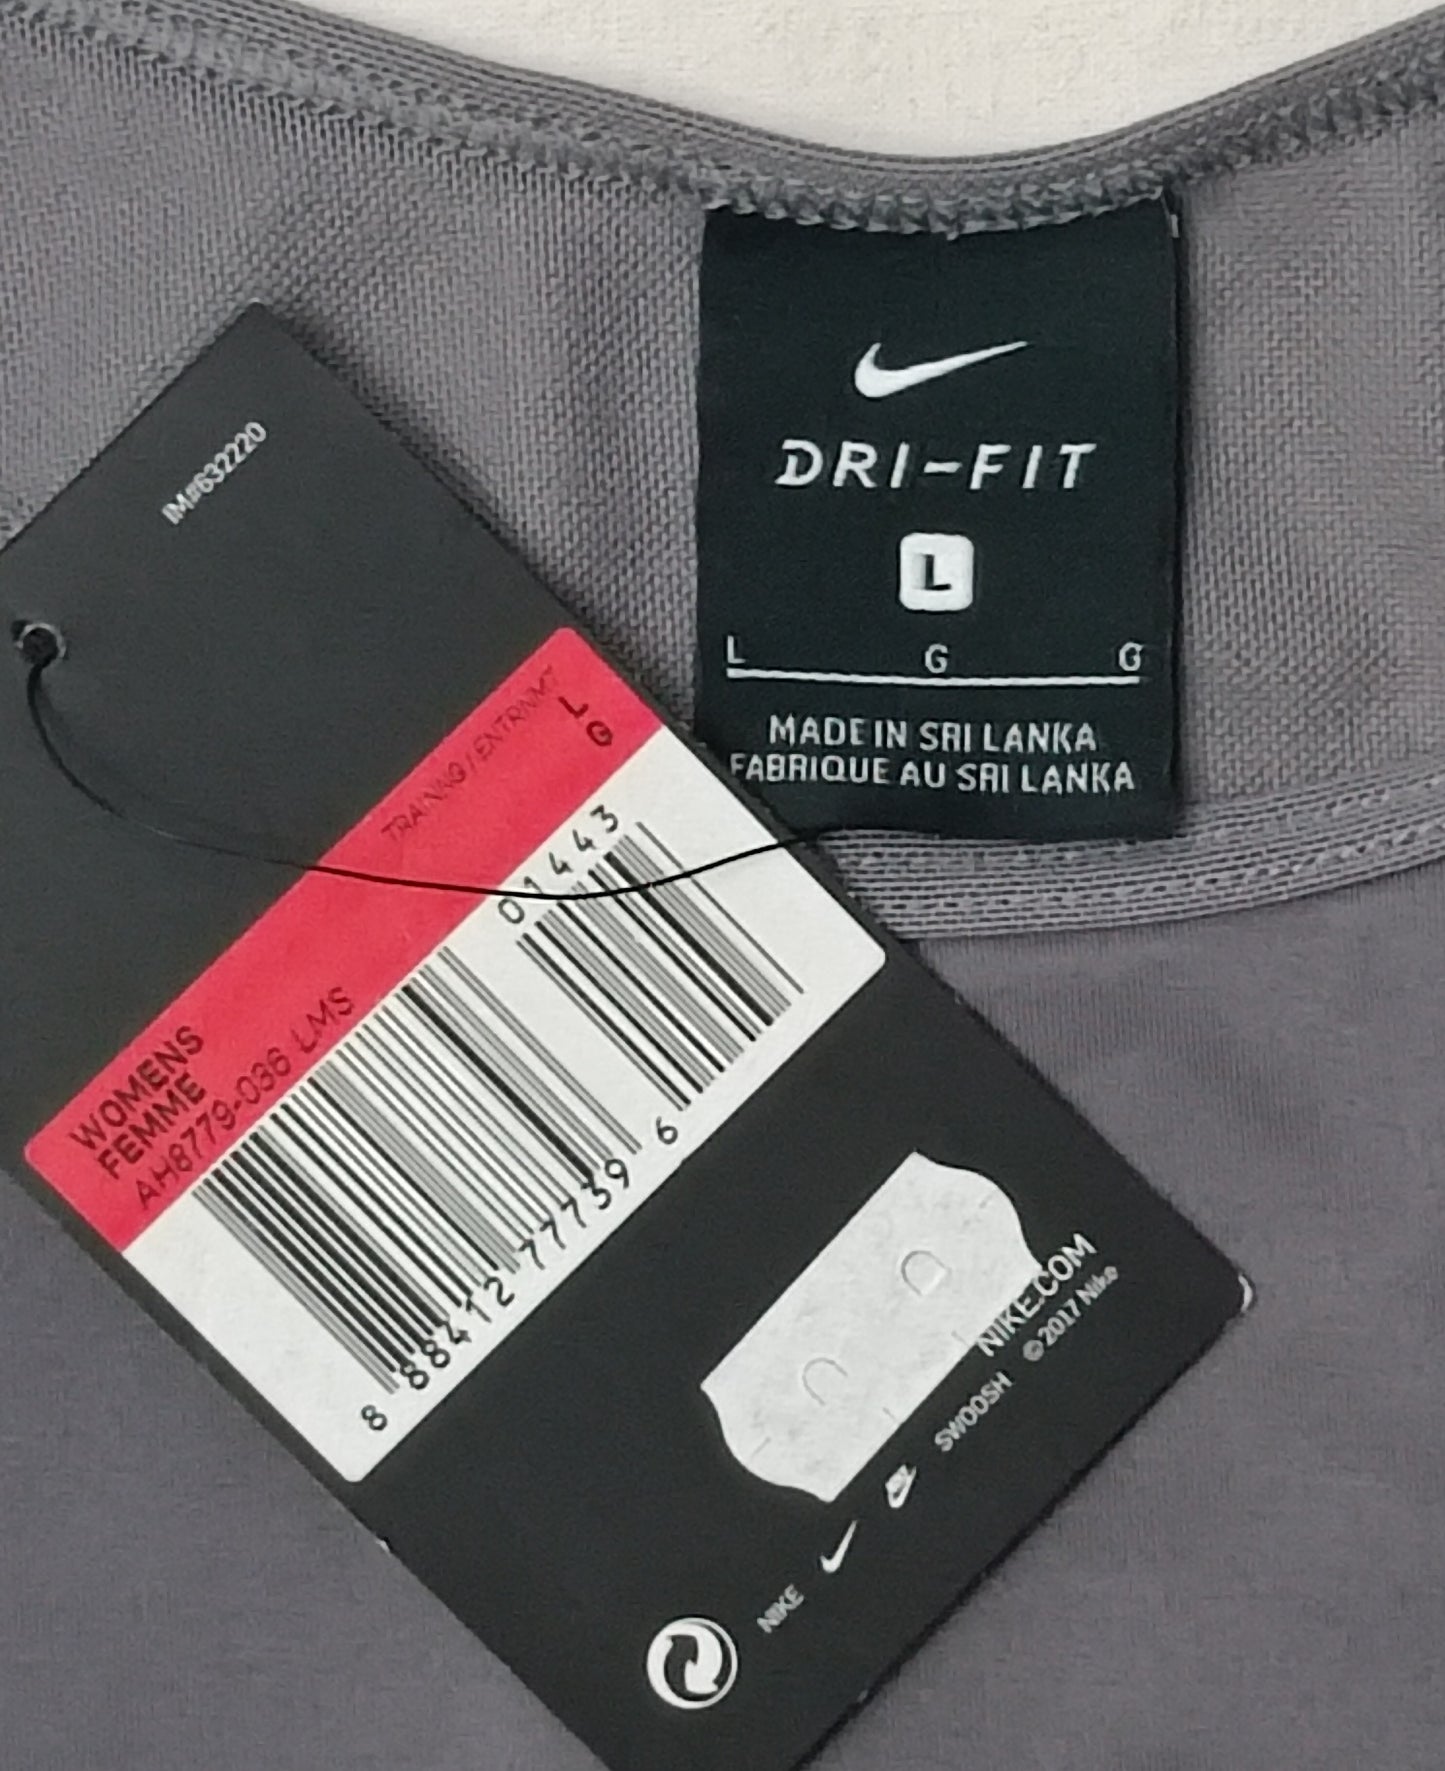 DRI-FIT
L
L G G
MADE IN SRI LANKA
FABRIQUE AU SRI LANKA
IM#632220
TRAINING / ENTRNMT
L
G
WOMENS
FEMME
AH8779-036 LMS
01443
8 88412 77739 6
NIKE.COM
©2017 Nike
NIKE SWOOSH